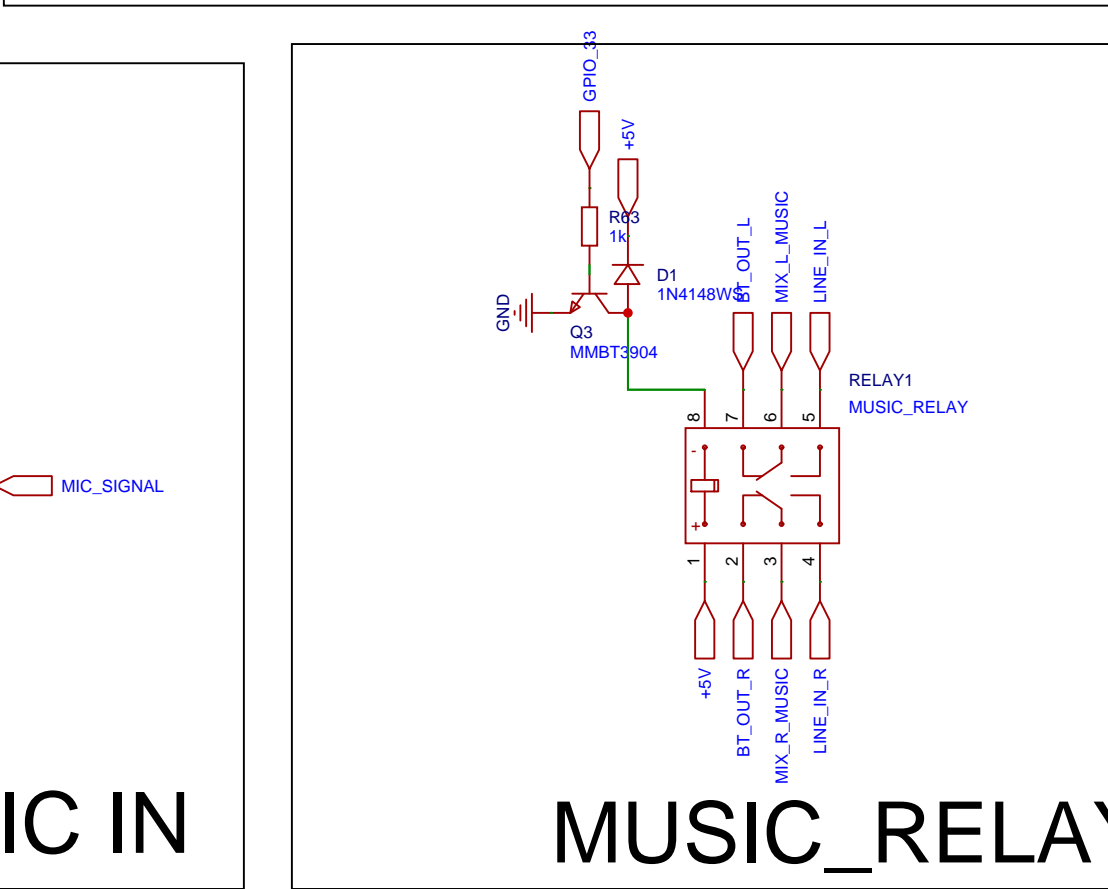 GPIO_33
+5V
R63
1k
D1
1N4148WS
GND
Q3
MMBT3904
BT_OUT_L
MIX_L_MUSIC
LINE_IN_L
RELAY1
MUSIC_RELAY
8
7
6
5
-
+
1
2
3
4
+5V
BT_OUT_R
MIX_R_MUSIC
LINE_IN_R
MIC_SIGNAL
IC IN
MUSIC_RELAY